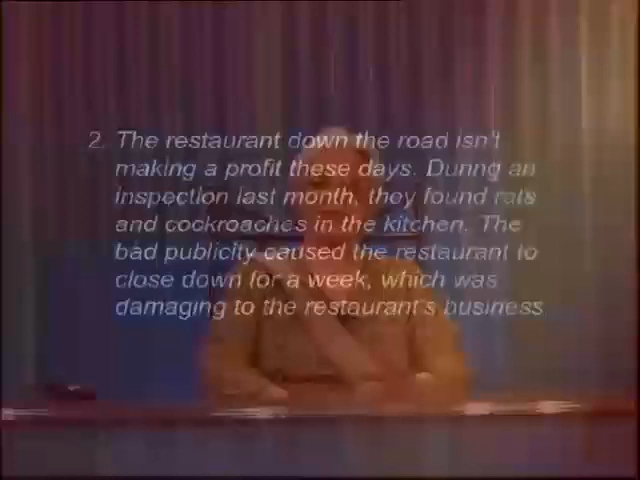 2. The restaurant down the road isn't
making a profit these days. During an
inspection last month, they found rats
and cockroaches in the kitchen. The
bad publicity caused the restaurant to
close down for a week, which was
damaging to the restaurant's business